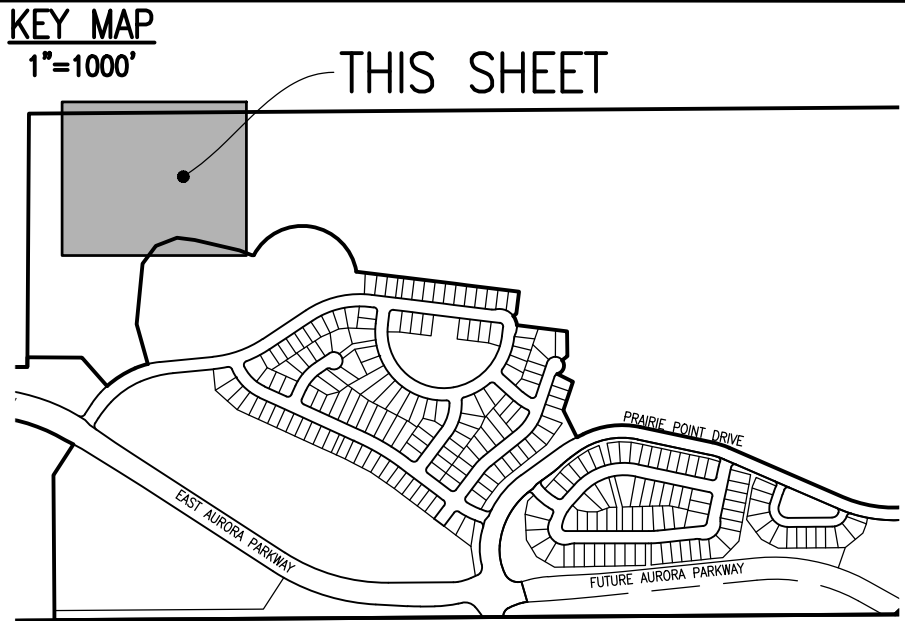 KEY MAP
1"=1000'
THIS SHEET
PRAIRIE POINT DRIVE
EAST AURORA PARKWAY
FUTURE AURORA PARKWAY